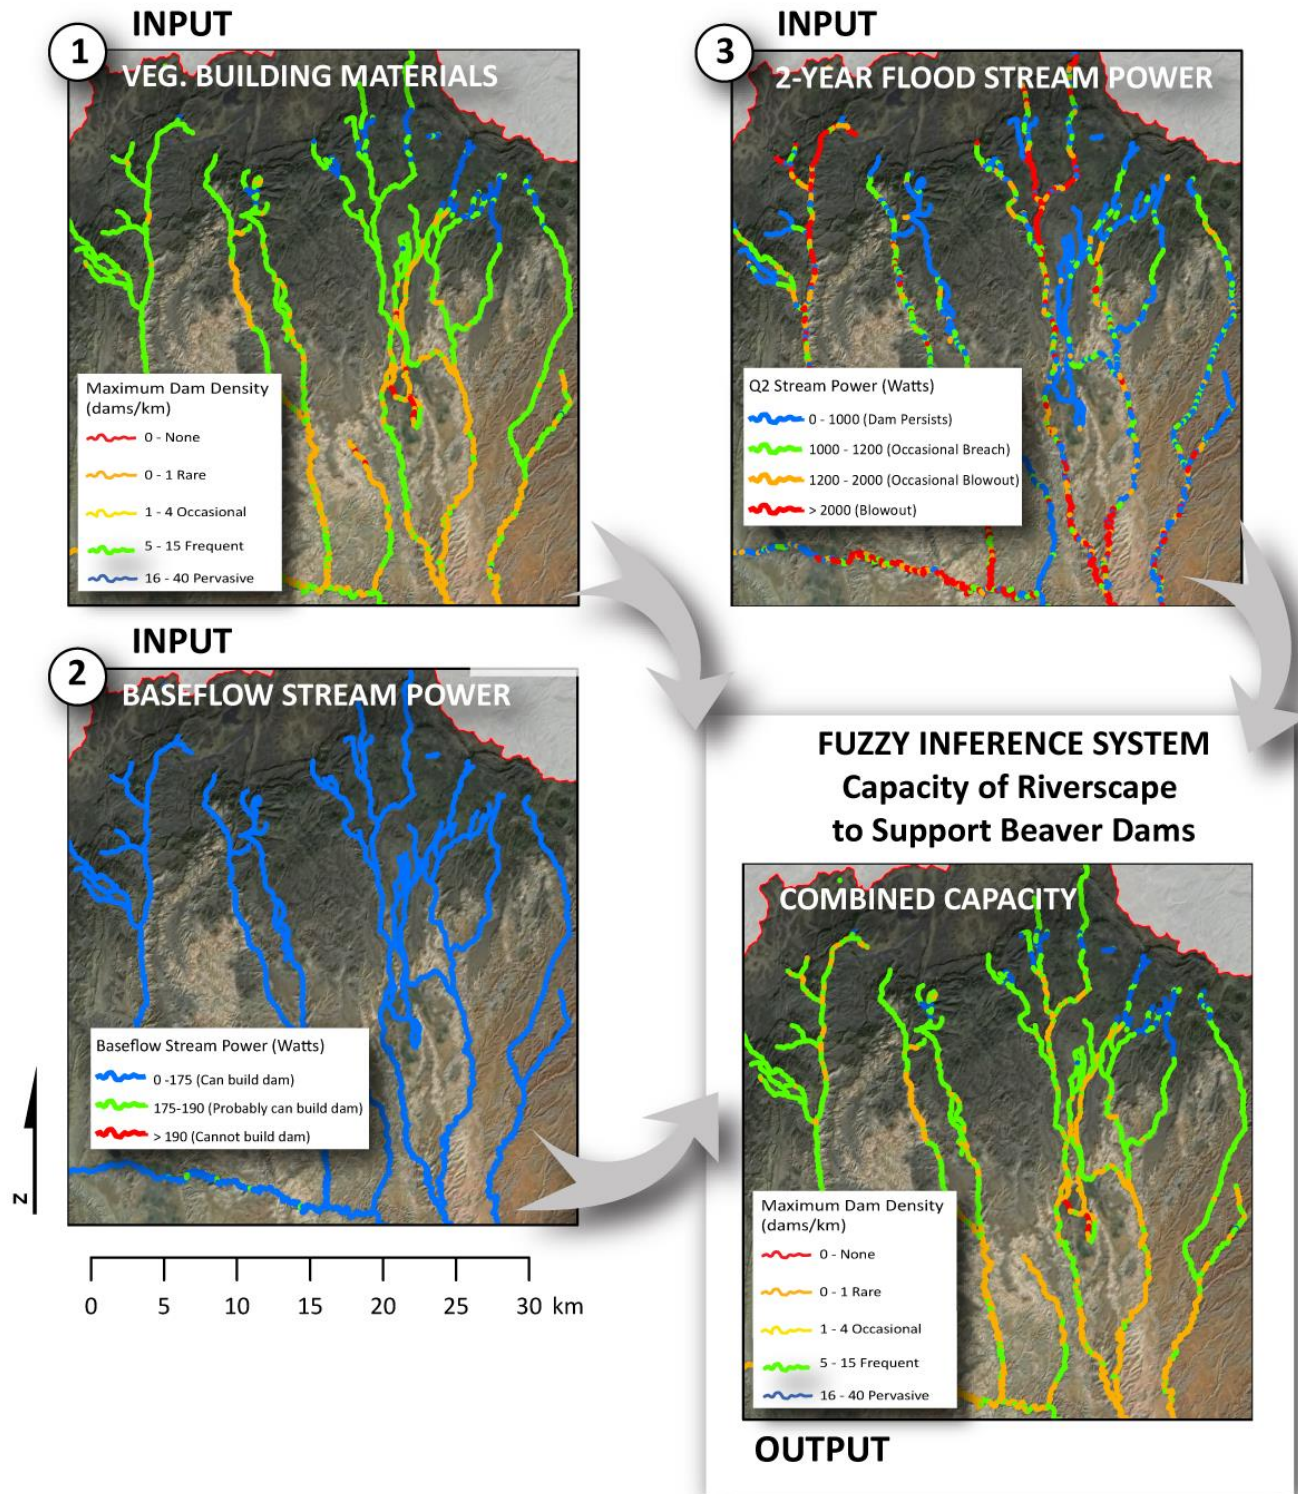 INPUT
1
VEG. BUILDING MATERIALS
Maximum Dam Density
(dams/km)
0 - None
0 - 1 Rare
1 - 4 Occasional
5 - 15 Frequent
16 - 40 Pervasive
INPUT
3
2-YEAR FLOOD STREAM POWER
Q2 Stream Power (Watts)
0 - 1000 (Dam Persists)
1000 - 1200 (Occasional Breach)
1200 - 2000 (Occasional Blowout)
> 2000 (Blowout)
INPUT
2
BASEFLOW STREAM POWER
Baseflow Stream Power (Watts)
0 -175 (Can build dam)
175-190 (Probably can build dam)
> 190 (Cannot build dam)
N
0 5 10 15 20 25 30 km
FUZZY INFERENCE SYSTEM
Capacity of Riverscape
to Support Beaver Dams
COMBINED CAPACITY
Maximum Dam Density
(dams/km)
0 - None
0 - 1 Rare
1 - 4 Occasional
5 - 15 Frequent
16 - 40 Pervasive
OUTPUT